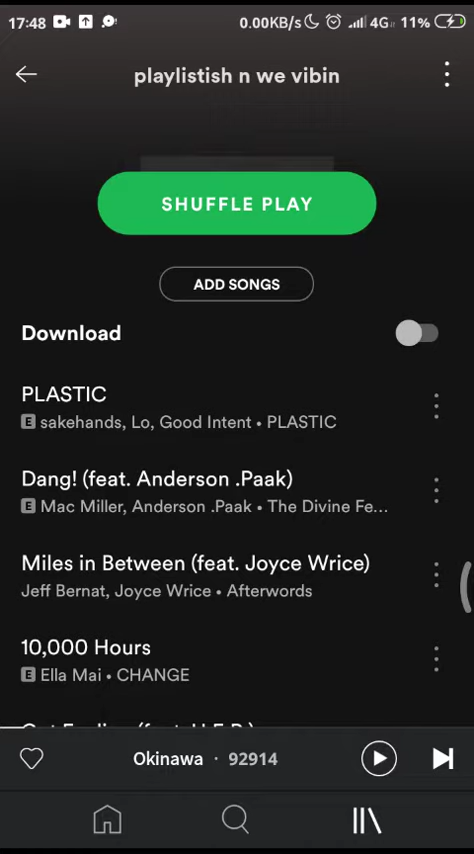 17:48 0.00KB/s 4G 11%
playlistish n we vibin
SHUFFLE PLAY
ADD SONGS
Download
PLASTIC
E sakehands, Lo, Good Intent • PLASTIC
Dang! (feat. Anderson .Paak)
E Mac Miller, Anderson .Paak • The Divine Fe...
Miles in Between (feat. Joyce Wrice)
Jeff Bernat, Joyce Wrice • Afterwords
10,000 Hours
E Ella Mai • CHANGE
Okinawa · 92914